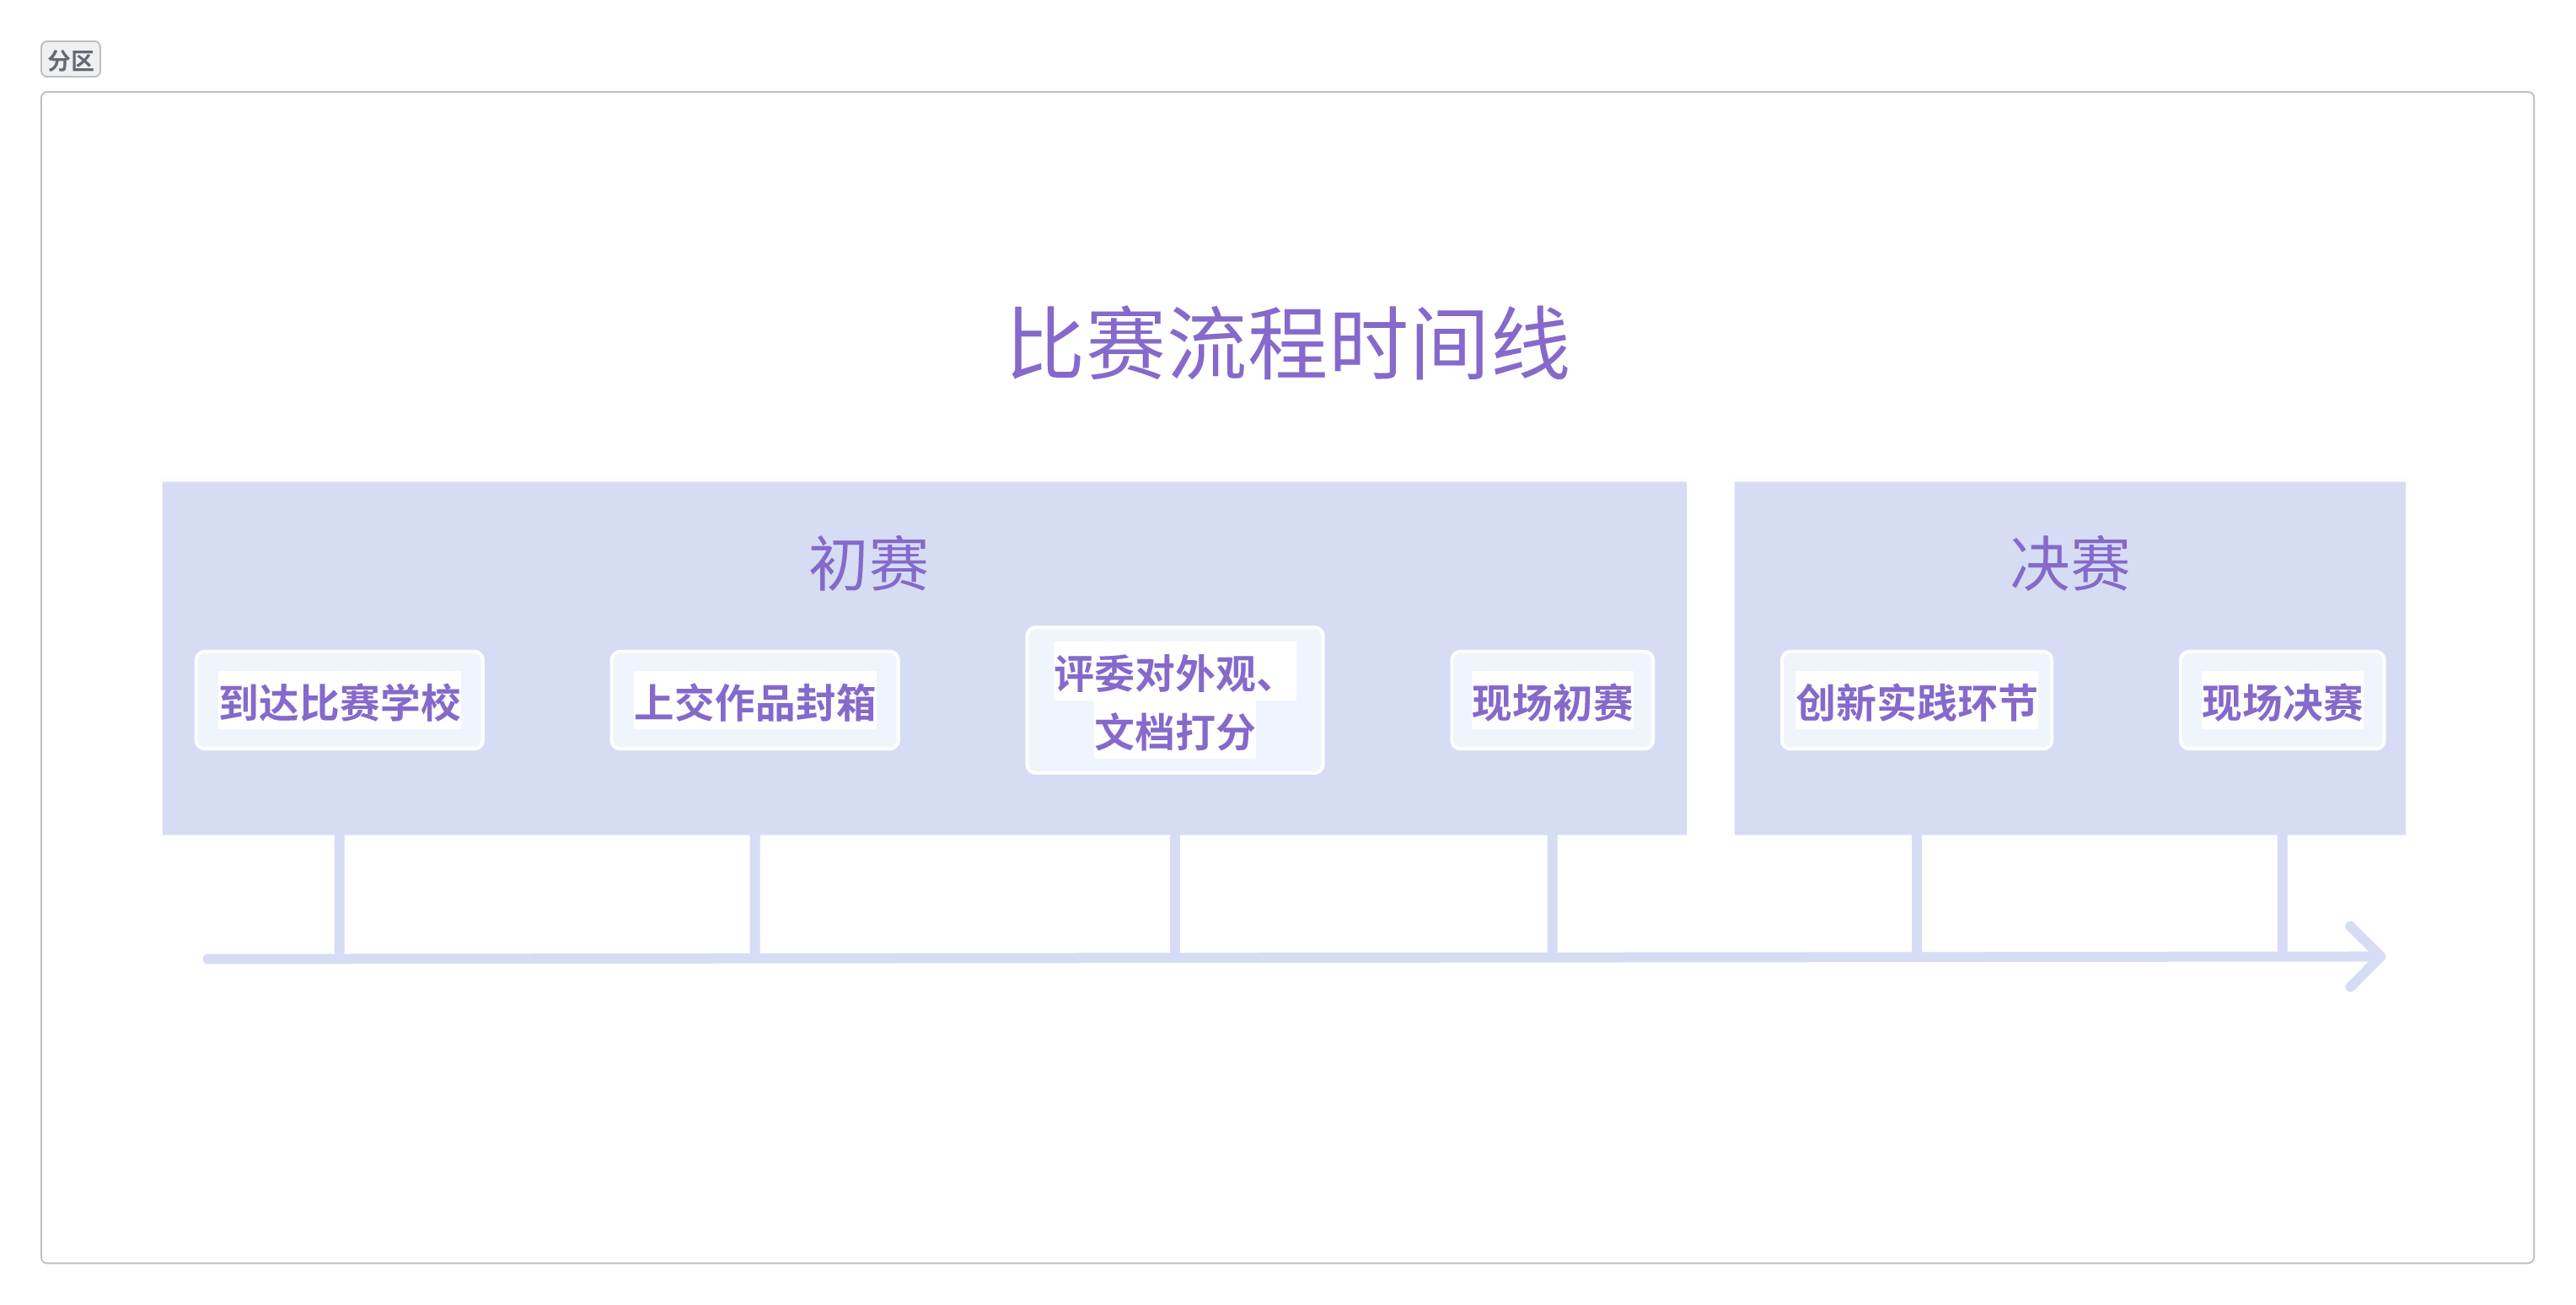 分区
比赛流程时间线
初赛
到达比赛学校
上交作品封箱
评委对外观、
文档打分
现场初赛
决赛
创新实践环节
现场决赛